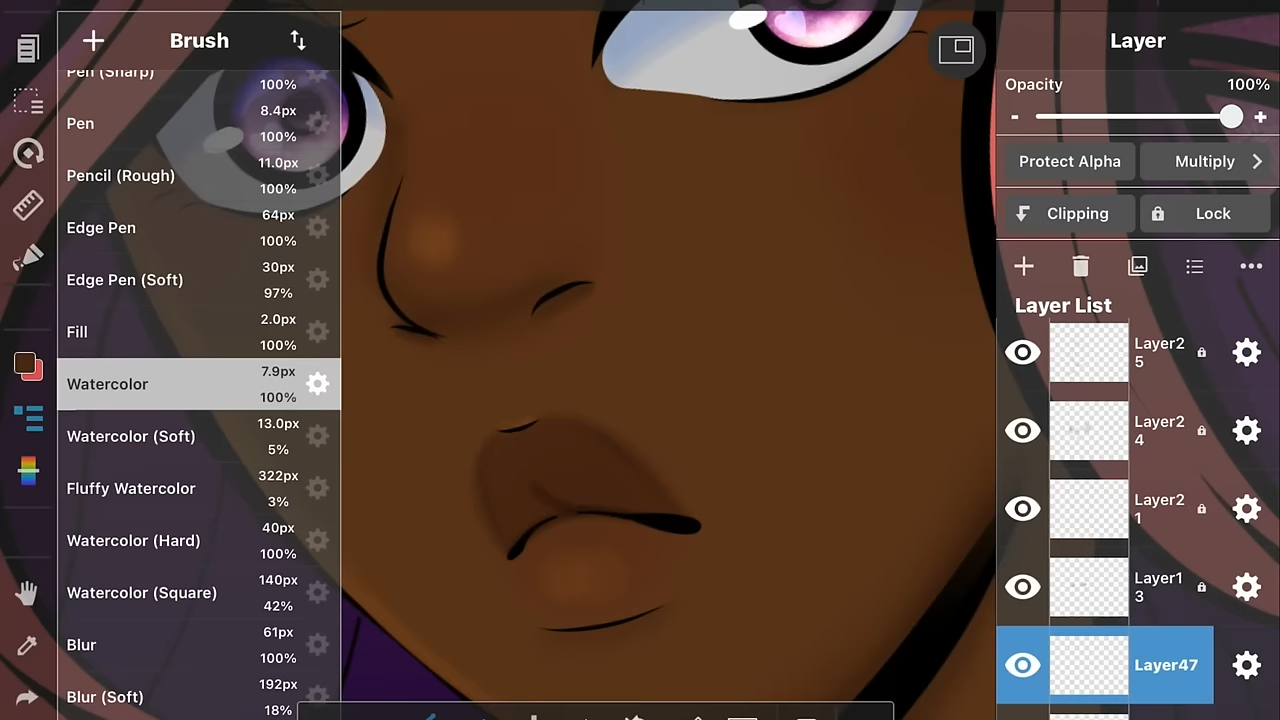 Brush
Pen (Sharp)
100%
8.4px
Pen
100%
11.0px
Pencil (Rough)
100%
64px
Edge Pen
100%
30px
Edge Pen (Soft)
97%
2.0px
Fill
100%
7.9px
Watercolor
100%
13.0px
Watercolor (Soft)
5%
322px
Fluffy Watercolor
3%
40px
Watercolor (Hard)
100%
140px
Watercolor (Square)
42%
61px
Blur
100%
192px
Blur (Soft)
18%
Layer
Opacity 100%
- +
Protect Alpha Multiply
Clipping Lock
Layer List
Layer2
5
Layer2
4
Layer2
1
Layer1
3
Layer47